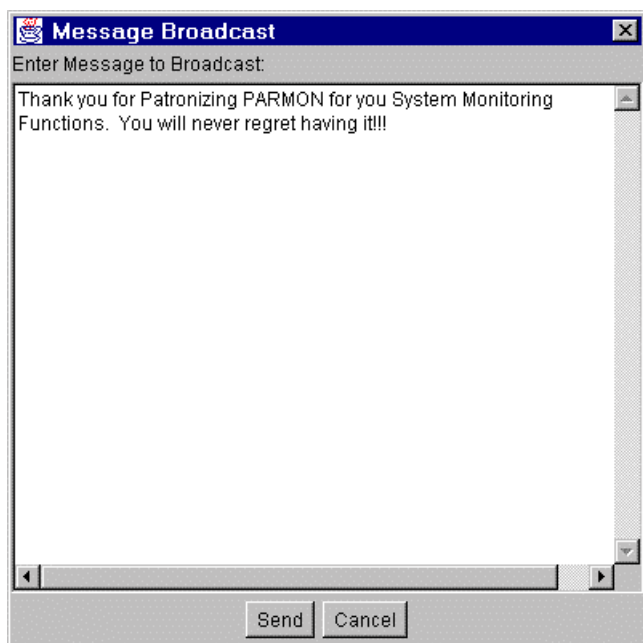 Message Broadcast
Enter Message to Broadcast:
Thank you for Patronizing PARMON for you System Monitoring
Functions.  You will never regret having it!!!
Send Cancel